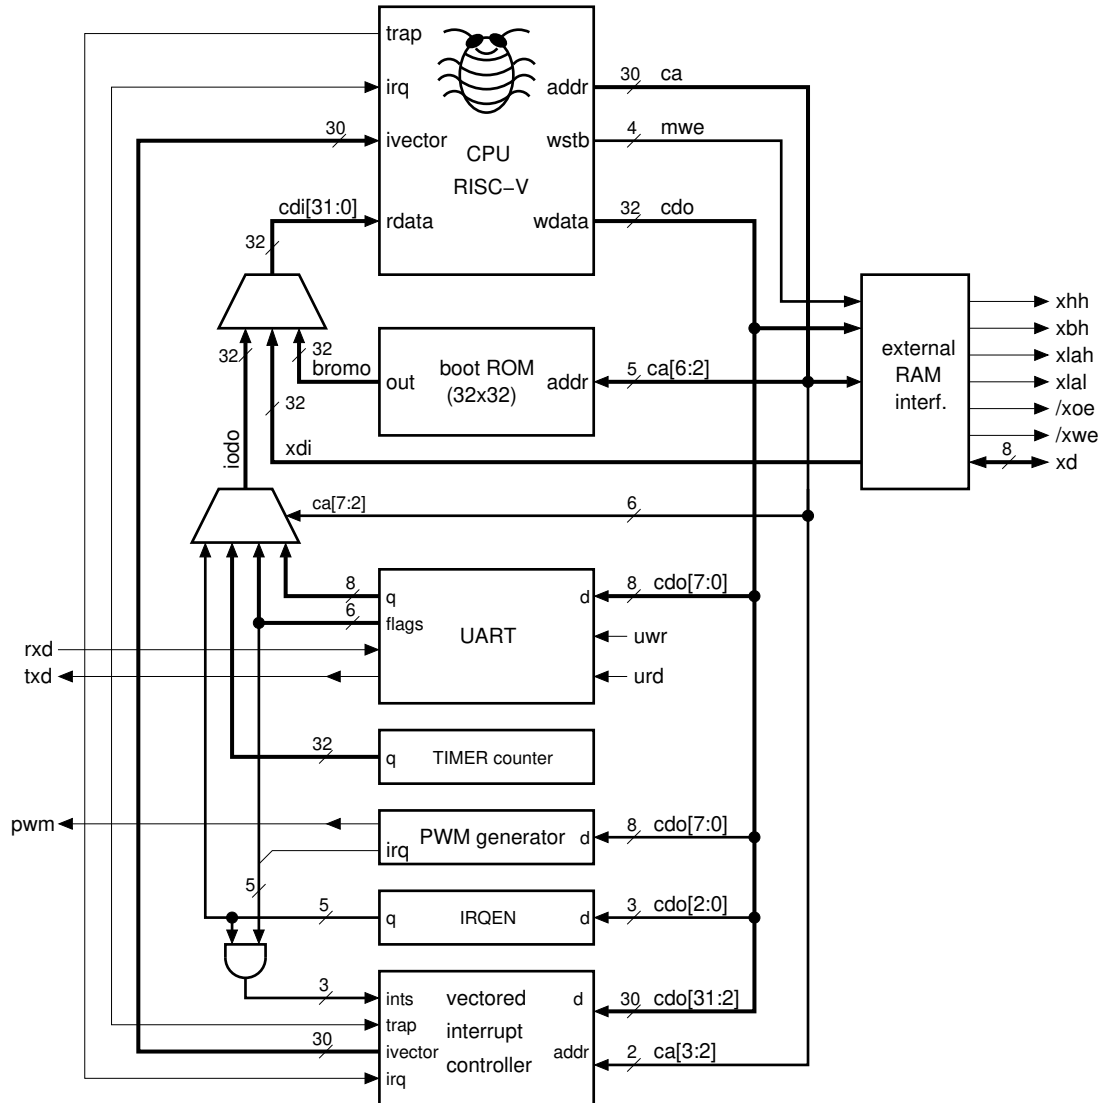 trap
irq
ivector
rdata
addr
wstb
wdata
CPU
RISC−V
30 ca
4 mwe
32 cdo
30
cdi[31:0]
32
32
32
bromo
32
xdi
iodo
out
boot ROM
(32x32)
addr
5 ca[6:2]
external
RAM
interf.
xhh
xbh
xlah
xlal
/xoe
/xwe
8 xd
ca[7:2]
6
8
6
q
flags
UART
d
8 cdo[7:0]
uwr
urd
rxd
txd
32
q
TIMER counter
pwm
PWM generator
irq
d
8 cdo[7:0]
5
5
q
IRQEN
d
3 cdo[2:0]
3
30
ints
trap
ivector
irq
vectored
interrupt
controller
d
addr
30 cdo[31:2]
2 ca[3:2]